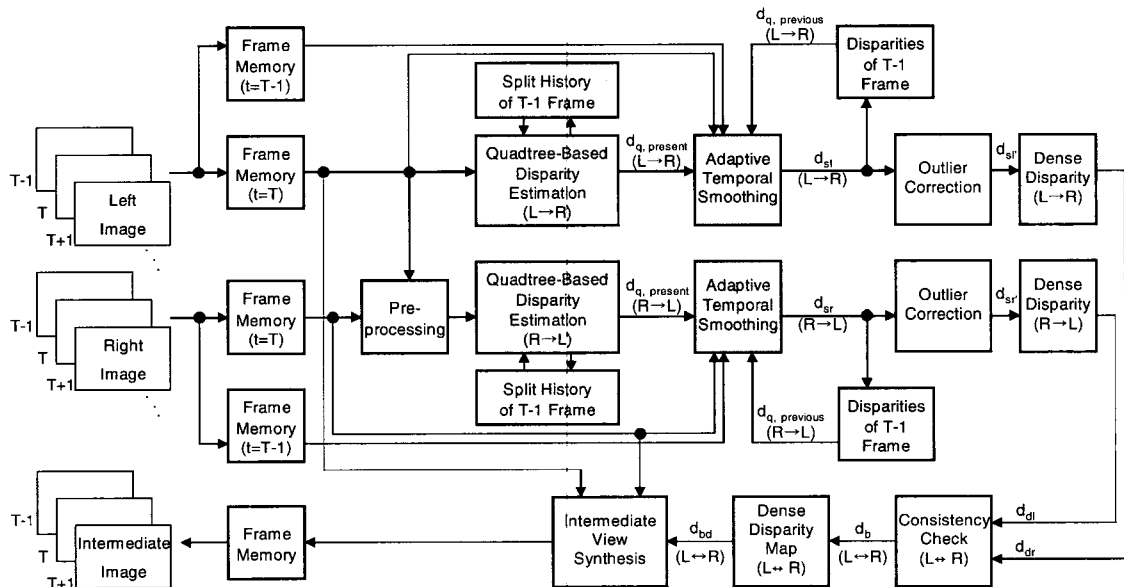 Frame
Memory
(t=T-1)
d_q, previous
(L→R)
Disparities
of T-1
Frame
Split History
of T-1 Frame
T-1
T
T+1
Left
Image
Frame
Memory
(t=T)
Quadtree-Based
Disparity
Estimation
(L→R)
d_q, present
(L→R)
Adaptive
Temporal
Smoothing
d_sl
(L→R)
Outlier
Correction
d_sl'
Dense
Disparity
(L→R)
T-1
T
T+1
Right
Image
Frame
Memory
(t=T)
Pre-
processing
Quadtree-Based
Disparity
Estimation
(R→L)
d_q, present
(R→L)
Adaptive
Temporal
Smoothing
d_sr
(R→L)
Outlier
Correction
d_sr'
Dense
Disparity
(R→L)
Split History
of T-1 Frame
Frame
Memory
(t=T-1)
d_q, previous
(R→L)
Disparities
of T-1
Frame
T-1
T
T+1
Intermediate
Image
Frame
Memory
Intermediate
View
Synthesis
d_bd
(L↔R)
Dense
Disparity
Map
(L↔R)
d_b
(L↔R)
Consistency
Check
(L↔R)
d_dl
d_dr